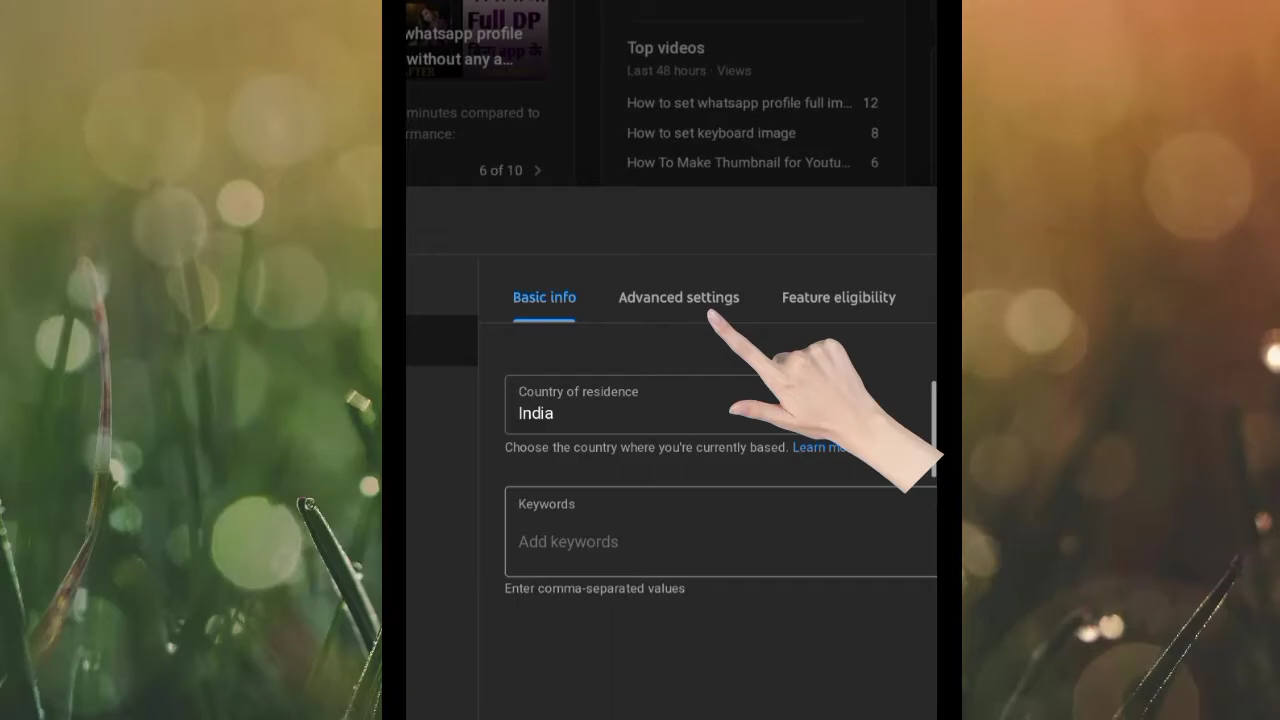 Full DP
whatsapp profile
without any a...
बिना app के
Top videos
Last 48 hours · Views
How to set whatsapp profile full im... 12
How to set keyboard image 8
How To Make Thumbnail for Youtu... 6
minutes compared to
rmance:
6 of 10
Basic info
Advanced settings
Feature eligibility
Country of residence
India
Choose the country where you're currently based. Learn mo
Keywords
Add keywords
Enter comma-separated values